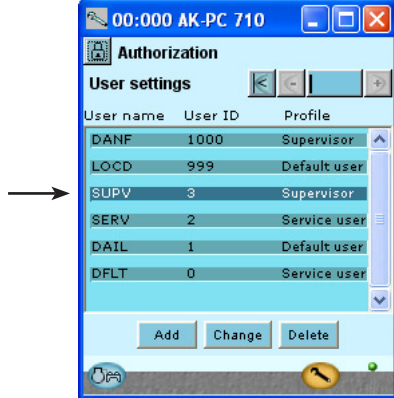 00:000 AK-PC 710
Authorization
User settings
User name User ID Profile
DANF 1000 Supervisor
LOCD 999 Default user
SUPV 3 Supervisor
SERV 2 Service user
DAIL 1 Default user
DFLT 0 Service user
Add Change Delete